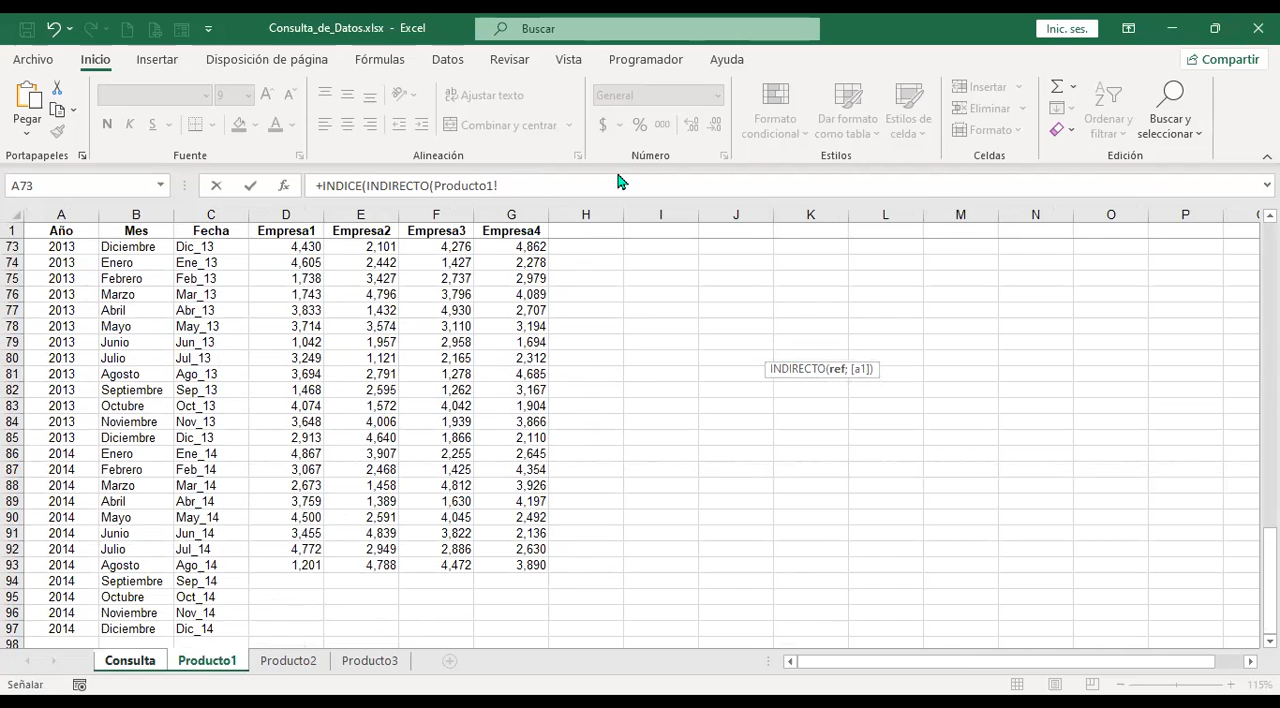 Consulta_de_Datos.xlsx - Excel
Buscar
Inic. ses.
Archivo Inicio Insertar Disposición de página Fórmulas Datos Revisar Vista Programador Ayuda
Compartir
Pegar
9
N K S
Ajustar texto
Combinar y centrar
General
$ % 000
Formato condicional
Dar formato como tabla
Estilos de celda
Insertar
Eliminar
Formato
Ordenar y filtrar
Buscar y seleccionar
Portapapeles Fuente Alineación Número Estilos Celdas Edición
A73 +INDICE(INDIRECTO(Producto1!
A B C D E F G H I J K L M N O P
1 Año Mes Fecha Empresa1 Empresa2 Empresa3 Empresa4
73 2013 Diciembre Dic_13 4,430 2,101 4,276 4,862
74 2013 Enero Ene_13 4,605 2,442 1,427 2,278
75 2013 Febrero Feb_13 1,738 3,427 2,737 2,979
76 2013 Marzo Mar_13 1,743 4,796 3,796 4,089
77 2013 Abril Abr_13 3,833 1,432 4,930 2,707
78 2013 Mayo May_13 3,714 3,574 3,110 3,194
79 2013 Junio Jun_13 1,042 1,957 2,958 1,694
80 2013 Julio Jul_13 3,249 1,121 2,165 2,312
81 2013 Agosto Ago_13 3,694 2,791 1,278 4,685
82 2013 Septiembre Sep_13 1,468 2,595 1,262 3,167
83 2013 Octubre Oct_13 4,074 1,572 4,042 1,904
84 2013 Noviembre Nov_13 3,648 4,006 1,939 3,866
85 2013 Diciembre Dic_13 2,913 4,640 1,866 2,110
86 2014 Enero Ene_14 4,867 3,907 2,255 2,645
87 2014 Febrero Feb_14 3,067 2,468 1,425 4,354
88 2014 Marzo Mar_14 2,673 1,458 4,812 3,926
89 2014 Abril Abr_14 3,759 1,389 1,630 4,197
90 2014 Mayo May_14 4,500 2,591 4,045 2,492
91 2014 Junio Jun_14 3,455 4,839 3,822 2,136
92 2014 Julio Jul_14 4,772 2,949 2,886 2,630
93 2014 Agosto Ago_14 1,201 4,788 4,472 3,890
94 2014 Septiembre Sep_14
95 2014 Octubre Oct_14
96 2014 Noviembre Nov_14
97 2014 Diciembre Dic_14
98
INDIRECTO(ref; [a1])
Consulta Producto1 Producto2 Producto3
Señalar
115%